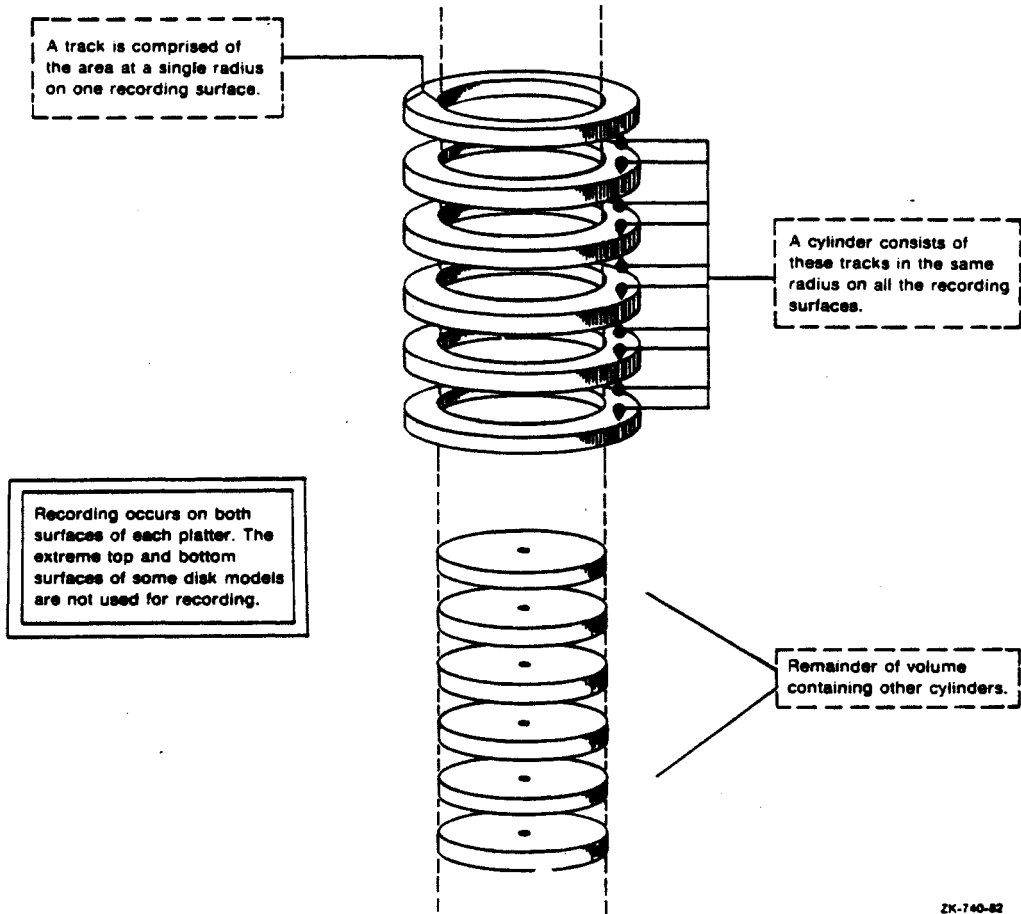 A track is comprised of
the area at a single radius
on one recording surface.
A cylinder consists of
these tracks in the same
radius on all the recording
surfaces.
Recording occurs on both
surfaces of each platter. The
extreme top and bottom
surfaces of some disk models
are not used for recording.
Remainder of volume
containing other cylinders.
ZK-740-82